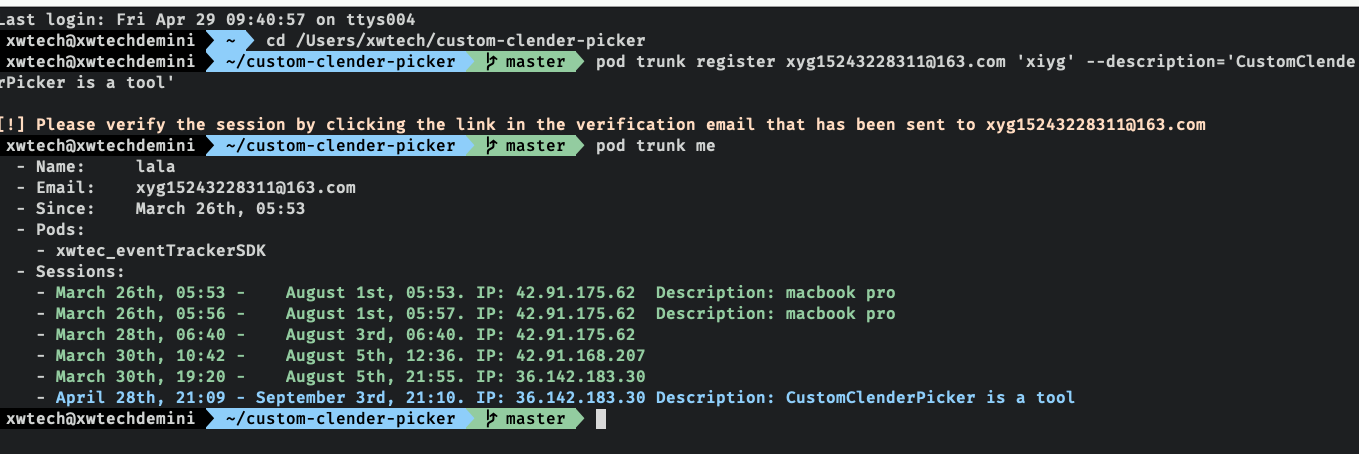 Last login: Fri Apr 29 09:40:57 on ttys004
xwtech@xwtechdemini ~ cd /Users/xwtech/custom-clender-picker
xwtech@xwtechdemini ~/custom-clender-picker master pod trunk register xyg15243228311@163.com 'xiyg' --description='CustomClende
rPicker is a tool'
[!] Please verify the session by clicking the link in the verification email that has been sent to xyg15243228311@163.com
xwtech@xwtechdemini ~/custom-clender-picker master pod trunk me
- Name: lala
- Email: xyg15243228311@163.com
- Since: March 26th, 05:53
- Pods:
- xwtec_eventTrackerSDK
- Sessions:
- March 26th, 05:53 - August 1st, 05:53. IP: 42.91.175.62 Description: macbook pro
- March 26th, 05:56 - August 1st, 05:57. IP: 42.91.175.62 Description: macbook pro
- March 28th, 06:40 - August 3rd, 06:40. IP: 42.91.175.62
- March 30th, 10:42 - August 5th, 12:36. IP: 42.91.168.207
- March 30th, 19:20 - August 5th, 21:55. IP: 36.142.183.30
- April 28th, 21:09 - September 3rd, 21:10. IP: 36.142.183.30 Description: CustomClenderPicker is a tool
xwtech@xwtechdemini ~/custom-clender-picker master